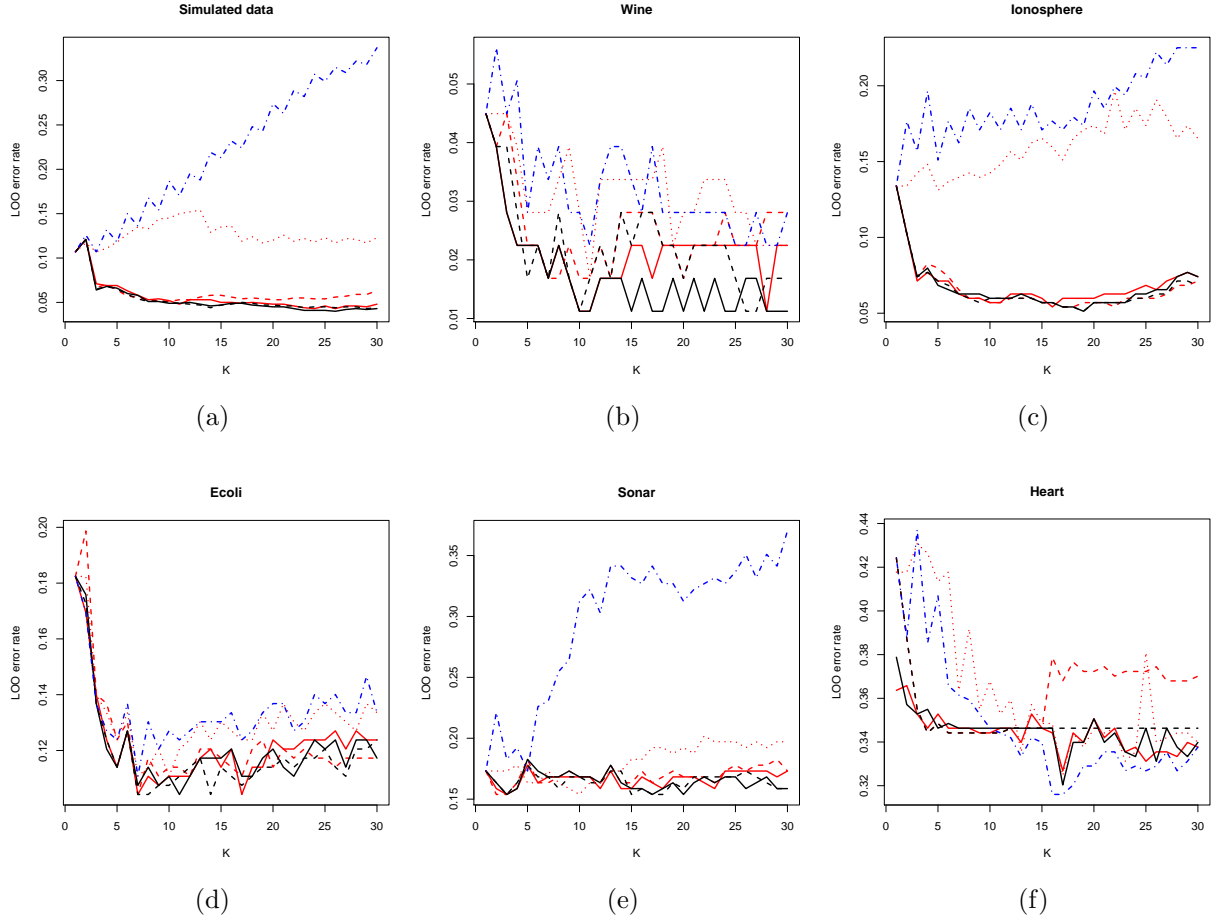 Simulated data
LOO error rate
0.05 0.10 0.15 0.20 0.25 0.30
0 5 10 15 20 25 30
K
(a)
Wine
LOO error rate
0.01 0.02 0.03 0.04 0.05
0 5 10 15 20 25 30
K
(b)
Ionosphere
LOO error rate
0.05 0.10 0.15 0.20
0 5 10 15 20 25 30
K
(c)
Ecoli
LOO error rate
0.12 0.14 0.16 0.18 0.20
0 5 10 15 20 25 30
K
(d)
Sonar
LOO error rate
0.15 0.20 0.25 0.30 0.35
0 5 10 15 20 25 30
K
(e)
Heart
LOO error rate
0.32 0.34 0.36 0.38 0.40 0.42 0.44
0 5 10 15 20 25 30
K
(f)